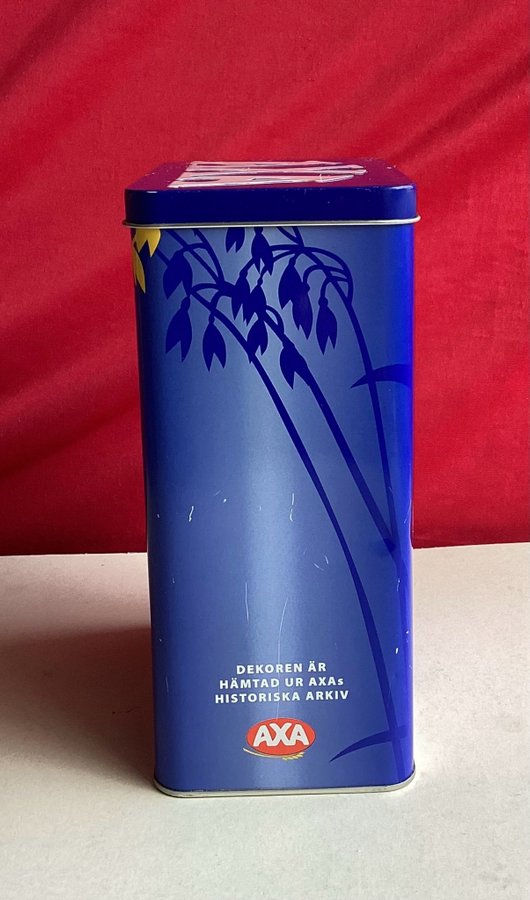 DEKOREN ÄR
HÄMTAD UR AXAs
HISTORISKA ARKIV
AXA